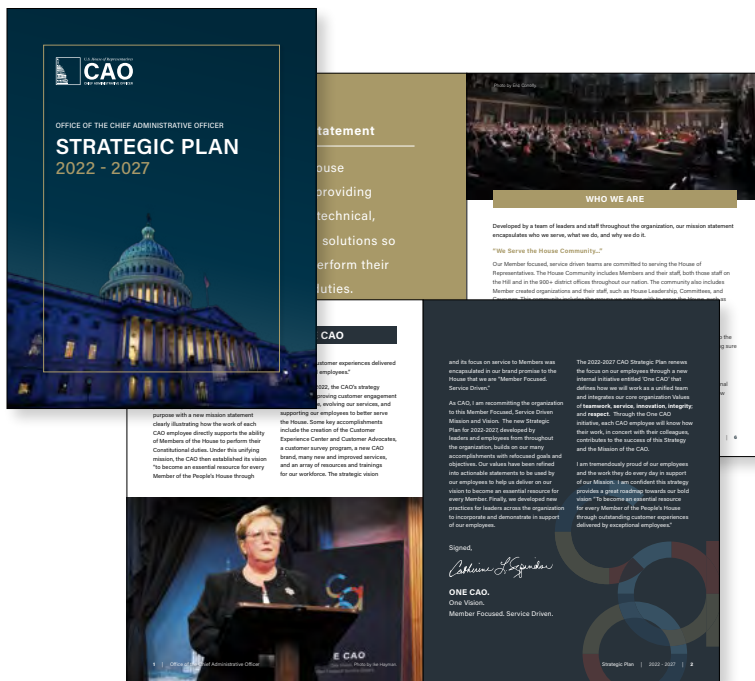 U.S. House of Representatives
CAO
CHIEF ADMINISTRATIVE OFFICER
OFFICE OF THE CHIEF ADMINISTRATIVE OFFICER
STRATEGIC PLAN
2022 - 2027
tatement
ouse
providing
technical,
solutions so
erform their
duties.
Photo by Eric Connolly
WHO WE ARE
Developed by a team of leaders and staff throughout the organization, our mission statement
encapsulates who we serve, what we do, and why we do it.
"We Serve the House Community..."
Our Member focused, service driven teams are committed to serving the House of
Representatives. The House Community includes Members and their staff, both those staff on
the Hill and in the 900+ district offices throughout our nation. The community also includes
Member created organizations and their staff, such as House Leadership, Committees, and
to the
ng sure
nal
ew
| 6
CAO
purpose with a new mission statement
clearly illustrating how the work of each
CAO employee directly supports the ability
of Members of the House to perform their
Constitutional duties. Under this unifying
mission, the CAO then established its vision
"to become an essential resource for every
Member of the People's House through
customer experiences delivered
employees."
2022, the CAO's strategy
proving customer engagement
, evolving our services, and
supporting our employees to better serve
the House. Some key accomplishments
include the creation of the Customer
Experience Center and Customer Advocates,
a customer survey program, a new CAO
brand, many new and improved services,
and an array of resources and trainings
for our workforce. The strategic vision
E CAO
1 | Office of the Chief Administrative Officer
Photo by Ike Hayman
and its focus on service to Members was
encapsulated in our brand promise to the
House that we are "Member Focused.
Service Driven."
As CAO, I am recommitting the organization
to this Member Focused, Service Driven
Mission and Vision. The new Strategic
Plan for 2022-2027, developed by
leaders and employees from throughout
the organization, builds on our many
accomplishments with refocused goals and
objectives. Our values have been refined
into actionable statements to be used by
our employees to help us deliver on our
vision to become an essential resource for
every Member. Finally, we developed new
practices for leaders across the organization
to incorporate and demonstrate in support
of our employees.
Signed,
Catherine L. Szpindor
ONE CAO.
One Vision.
Member Focused. Service Driven.
The 2022-2027 CAO Strategic Plan renews
the focus on our employees through a new
internal initiative entitled 'One CAO' that
defines how we will work as a unified team
and integrates our core organization Values
of teamwork, service, innovation, integrity;
and respect. Through the One CAO
initiative, each CAO employee will know how
their work, in concert with their colleagues,
contributes to the success of this Strategy
and the Mission of the CAO.
I am tremendously proud of our employees
and the work they do every day in support
of our Mission. I am confident this strategy
provides a great roadmap towards our bold
vision "To become an essential resource
for every Member of the People's House
through outstanding customer experiences
delivered by exceptional employees."
Strategic Plan | 2022 - 2027 | 2